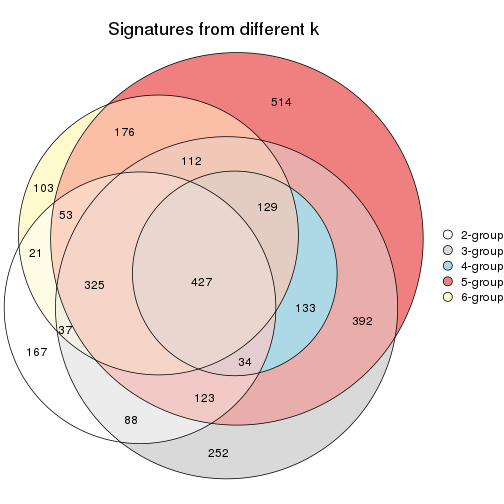 Signatures from different k
514
176
112
103
129
53
21
325
427
133
392
37
167
34
123
88
252
2-group
3-group
4-group
5-group
6-group